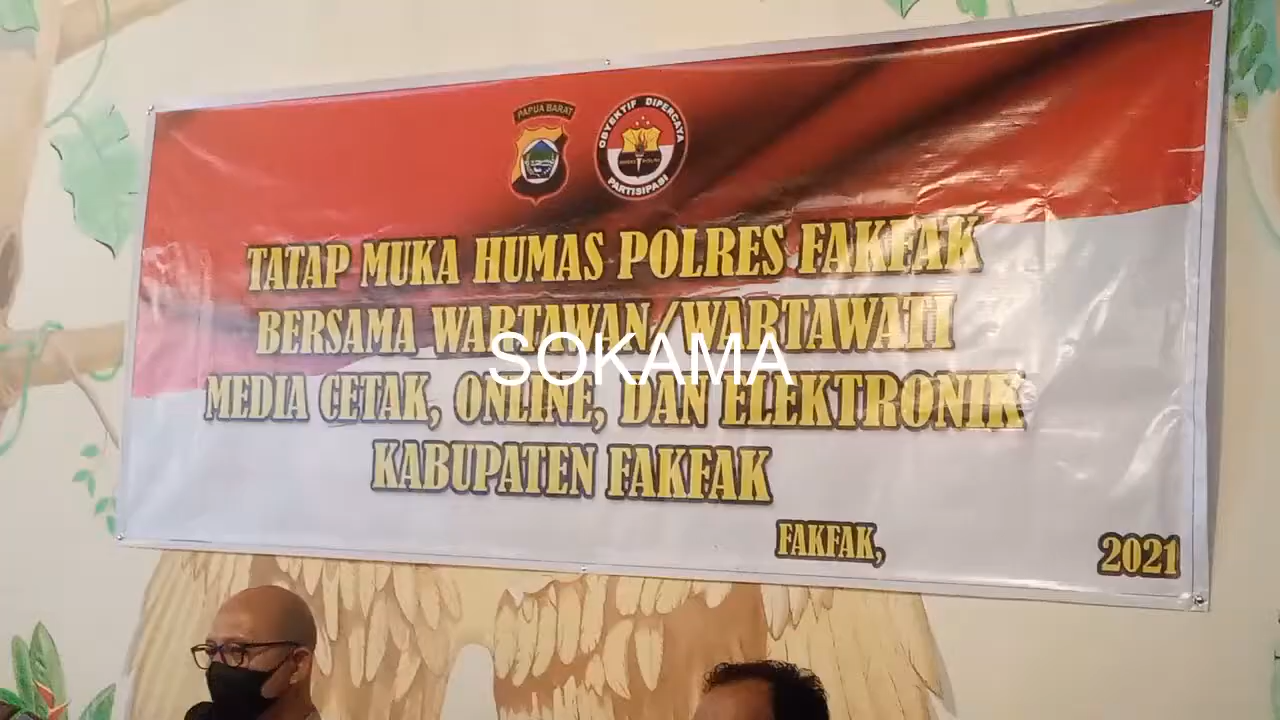 PAPUA BARAT
OBYEKTIF DIPERCAYA
PARTISIPASI
TATAP MUKA HUMAS POLRES FAKFAK
BERSAMA WARTAWAN/WARTAWATI
SOKAMA
MEDIA CETAK, ONLINE, DAN ELEKTRONIK
KABUPATEN FAKFAK
FAKFAK, 2021